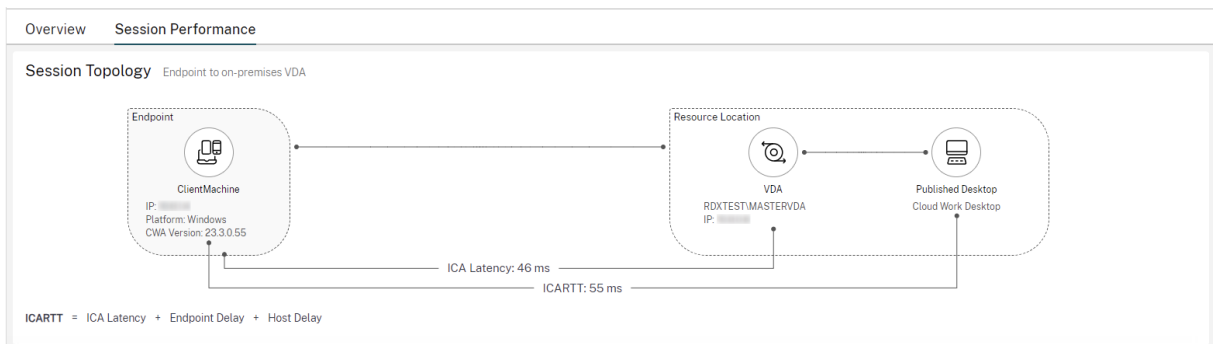 Overview Session Performance
Session Topology Endpoint to on-premises VDA
Endpoint
ClientMachine
IP:
Platform: Windows
CWA Version: 23.3.0.55
Resource Location
VDA
RDXTEST\MASTERVDA
IP:
Published Desktop
Cloud Work Desktop
ICA Latency: 46 ms
ICARTT: 55 ms
ICARTT = ICA Latency + Endpoint Delay + Host Delay